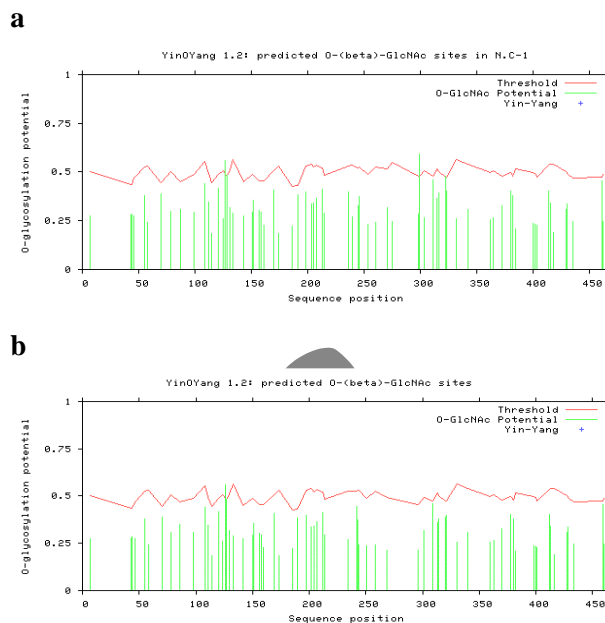 a
YinOYang 1.2: predicted O-(beta)-GlcNAc sites in N.C-1
Threshold
O-GlcNAc Potential
Yin-Yang
O-glycosylation potential
1
0.75
0.5
0.25
0
0 50 100 150 200 250 300 350 400 450
Sequence position
b
YinOYang 1.2: predicted O-(beta)-GlcNAc sites
Threshold
O-GlcNAc Potential
Yin-Yang
O-glycosylation potential
1
0.75
0.5
0.25
0
0 50 100 150 200 250 300 350 400 450
Sequence position